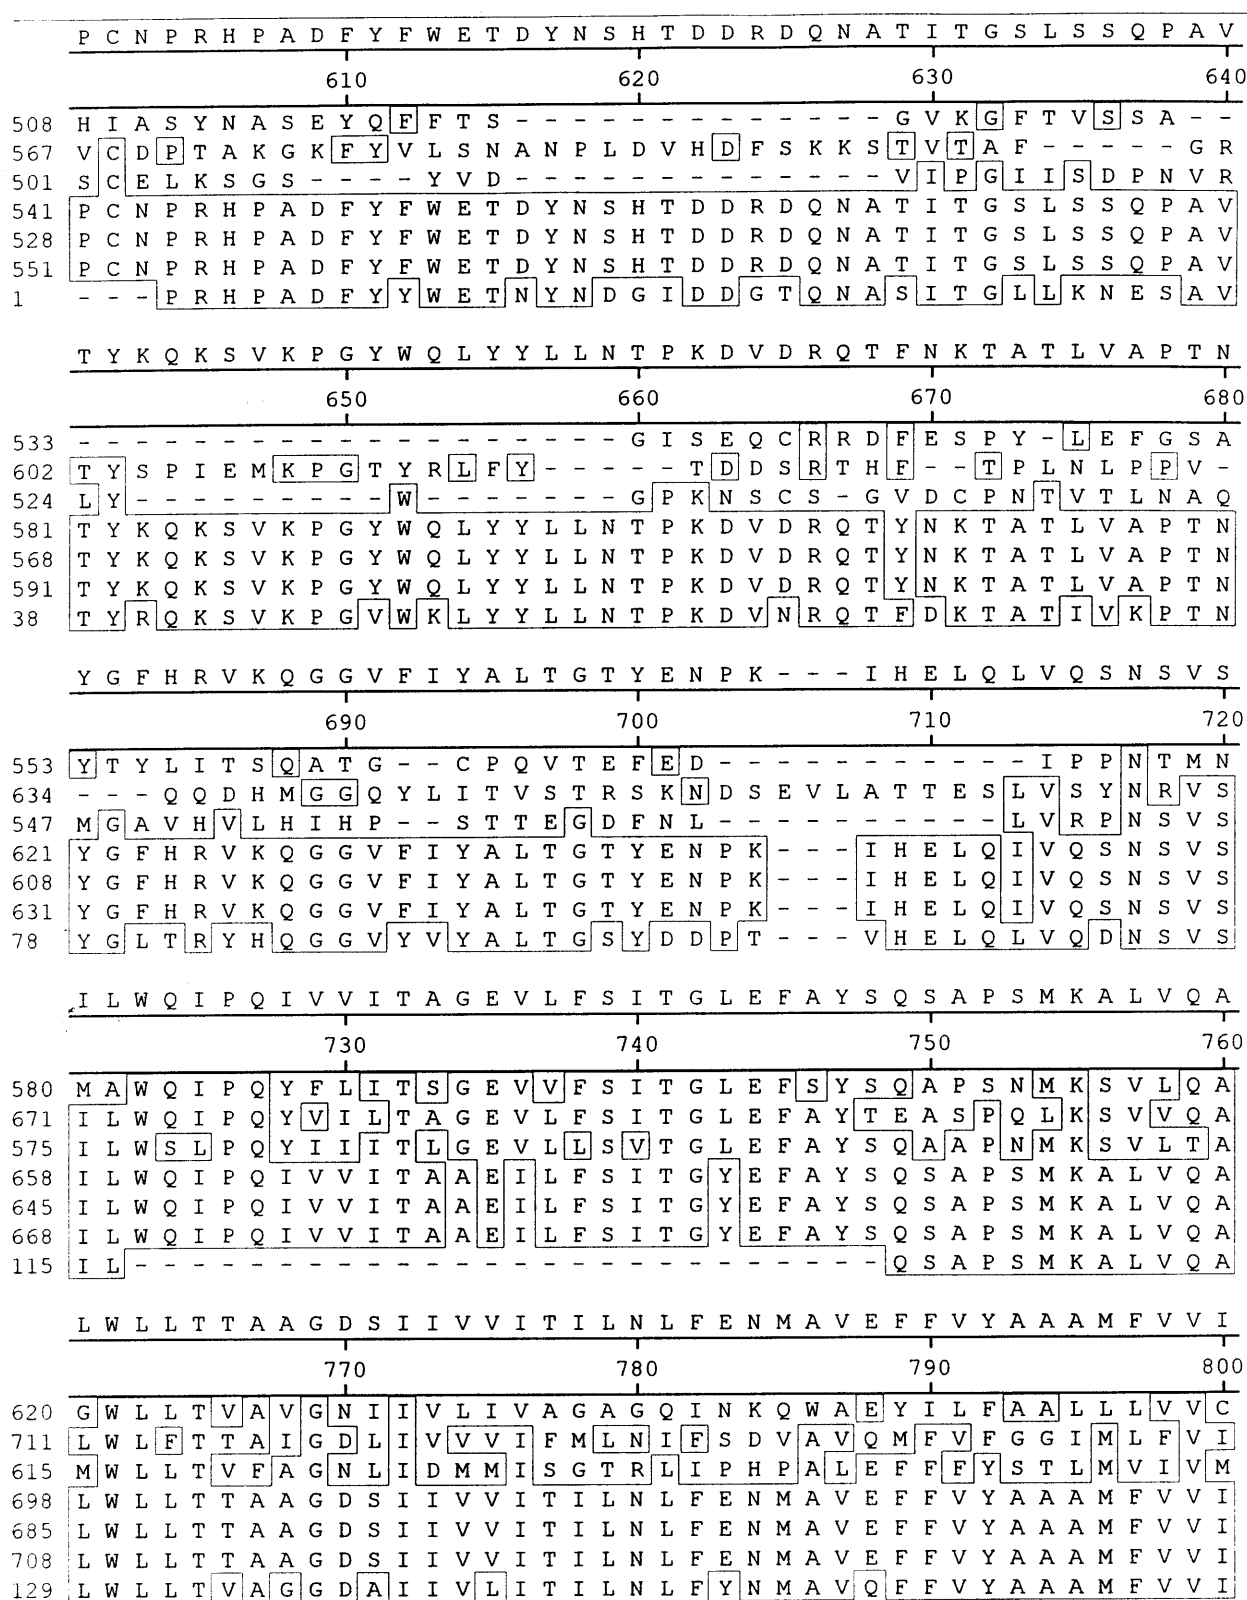 P C N P R H P A D F Y F W E T D Y N S H T D D R D Q N A T I T G S L S S Q P A V
610 620 630 640
508 H I A S Y N A S E Y Q F F T S - - - - - - - - - - - - - G V K G F T V S S A - -
567 V C D P T A K G K F Y V L S N A N P L D V H D F S K K S T V T A F - - - - - G R
501 S C E L K S G S - - - - Y V D - - - - - - - - - - - - - V I P G I I S D P N V R
541 P C N P R H P A D F Y F W E T D Y N S H T D D R D Q N A T I T G S L S S Q P A V
528 P C N P R H P A D F Y F W E T D Y N S H T D D R D Q N A T I T G S L S S Q P A V
551 P C N P R H P A D F Y F W E T D Y N S H T D D R D Q N A T I T G S L S S Q P A V
1 - - - P R H P A D F Y Y W E T N Y N D G I D D G T Q N A S I T G L L K N E S A V
T Y K Q K S V K P G Y W Q L Y Y L L N T P K D V D R Q T F N K T A T L V A P T N
650 660 670 680
533 - - - - - - - - - - - - - - - - - - - G I S E Q C R R D F E S P Y - L E F G S A
602 T Y S P I E M K P G T Y R L F Y - - - - - T D D S R T H F - - T P L N L P P V -
524 L Y - - - - - - - - - W - - - - - - - G P K N S C S - G V D C P N T V T L N A Q
581 T Y K Q K S V K P G Y W Q L Y Y L L N T P K D V D R Q T Y N K T A T L V A P T N
568 T Y K Q K S V K P G Y W Q L Y Y L L N T P K D V D R Q T Y N K T A T L V A P T N
591 T Y K Q K S V K P G Y W Q L Y Y L L N T P K D V D R Q T Y N K T A T L V A P T N
38 T Y R Q K S V K P G V W K L Y Y L L N T P K D V N R Q T F D K T A T I V K P T N
Y G F H R V K Q G G V F I Y A L T G T Y E N P K - - - I H E L Q L V Q S N S V S
690 700 710 720
553 Y T Y L I T S Q A T G - - C P Q V T E F E D - - - - - - - - - - - I P P N T M N
634 - - - Q Q D H M G G Q Y L I T V S T R S K N D S E V L A T T E S L V S Y N R V S
547 M G A V H V L H I H P - - S T T E G D F N L - - - - - - - - - - L V R P N S V S
621 Y G F H R V K Q G G V F I Y A L T G T Y E N P K - - - I H E L Q I V Q S N S V S
608 Y G F H R V K Q G G V F I Y A L T G T Y E N P K - - - I H E L Q I V Q S N S V S
631 Y G F H R V K Q G G V F I Y A L T G T Y E N P K - - - I H E L Q I V Q S N S V S
78 Y G L T R Y H Q G G V Y V Y A L T G S Y D D P T - - - V H E L Q L V Q D N S V S
I L W Q I P Q I V V I T A G E V L F S I T G L E F A Y S Q S A P S M K A L V Q A
730 740 750 760
580 M A W Q I P Q Y F L I T S G E V V F S I T G L E F S Y S Q A P S N M K S V L Q A
671 I L W Q I P Q Y V I L T A G E V L F S I T G L E F A Y T E A S P Q L K S V V Q A
575 I L W S L P Q Y I I I T L G E V L L S V T G L E F A Y S Q A A P N M K S V L T A
658 I L W Q I P Q I V V I T A A E I L F S I T G Y E F A Y S Q S A P S M K A L V Q A
645 I L W Q I P Q I V V I T A A E I L F S I T G Y E F A Y S Q S A P S M K A L V Q A
668 I L W Q I P Q I V V I T A A E I L F S I T G Y E F A Y S Q S A P S M K A L V Q A
115 I L - - - - - - - - - - - - - - - - - - - - - - - - - - Q S A P S M K A L V Q A
L W L L T T A A G D S I I V V I T I L N L F E N M A V E F F V Y A A A M F V V I
770 780 790 800
620 G W L L T V A V G N I I V L I V A G A G Q I N K Q W A E Y I L F A A L L L V V C
711 L W L F T T A I G D L I V V V I F M L N I F S D V A V Q M F V F G G I M L F V I
615 M W L L T V F A G N L I D M M I S G T R L I P H P A L E F F F Y S T L M V I V M
698 L W L L T T A A G D S I I V V I T I L N L F E N M A V E F F V Y A A A M F V V I
685 L W L L T T A A G D S I I V V I T I L N L F E N M A V E F F V Y A A A M F V V I
708 L W L L T T A A G D S I I V V I T I L N L F E N M A V E F F V Y A A A M F V V I
129 L W L L T V A G G D A I I V L I T I L N L F Y N M A V Q F F V Y A A A M F V V I